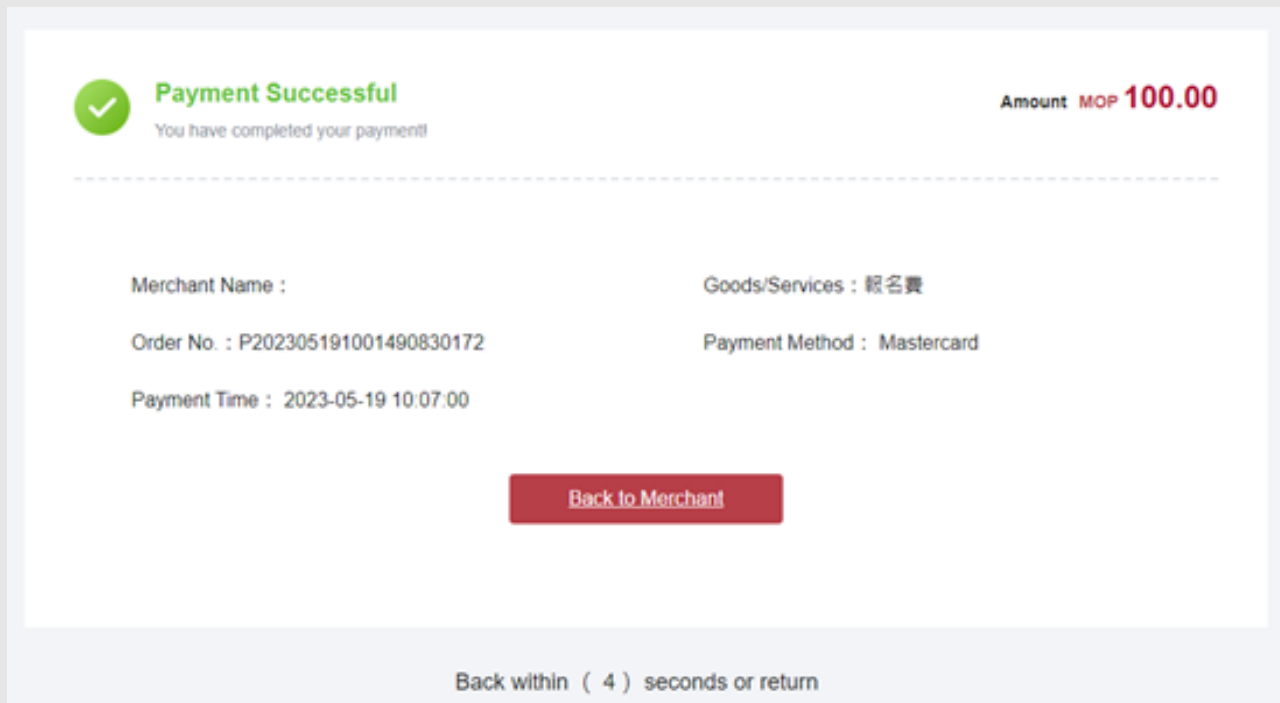 Payment Successful
Amount MOP 100.00
You have completed your payment!
Merchant Name：
Goods/Services：報名費
Order No.：P202305191001490830172
Payment Method： Mastercard
Payment Time： 2023-05-19 10:07:00
Back to Merchant
Back within （ 4 ） seconds or return